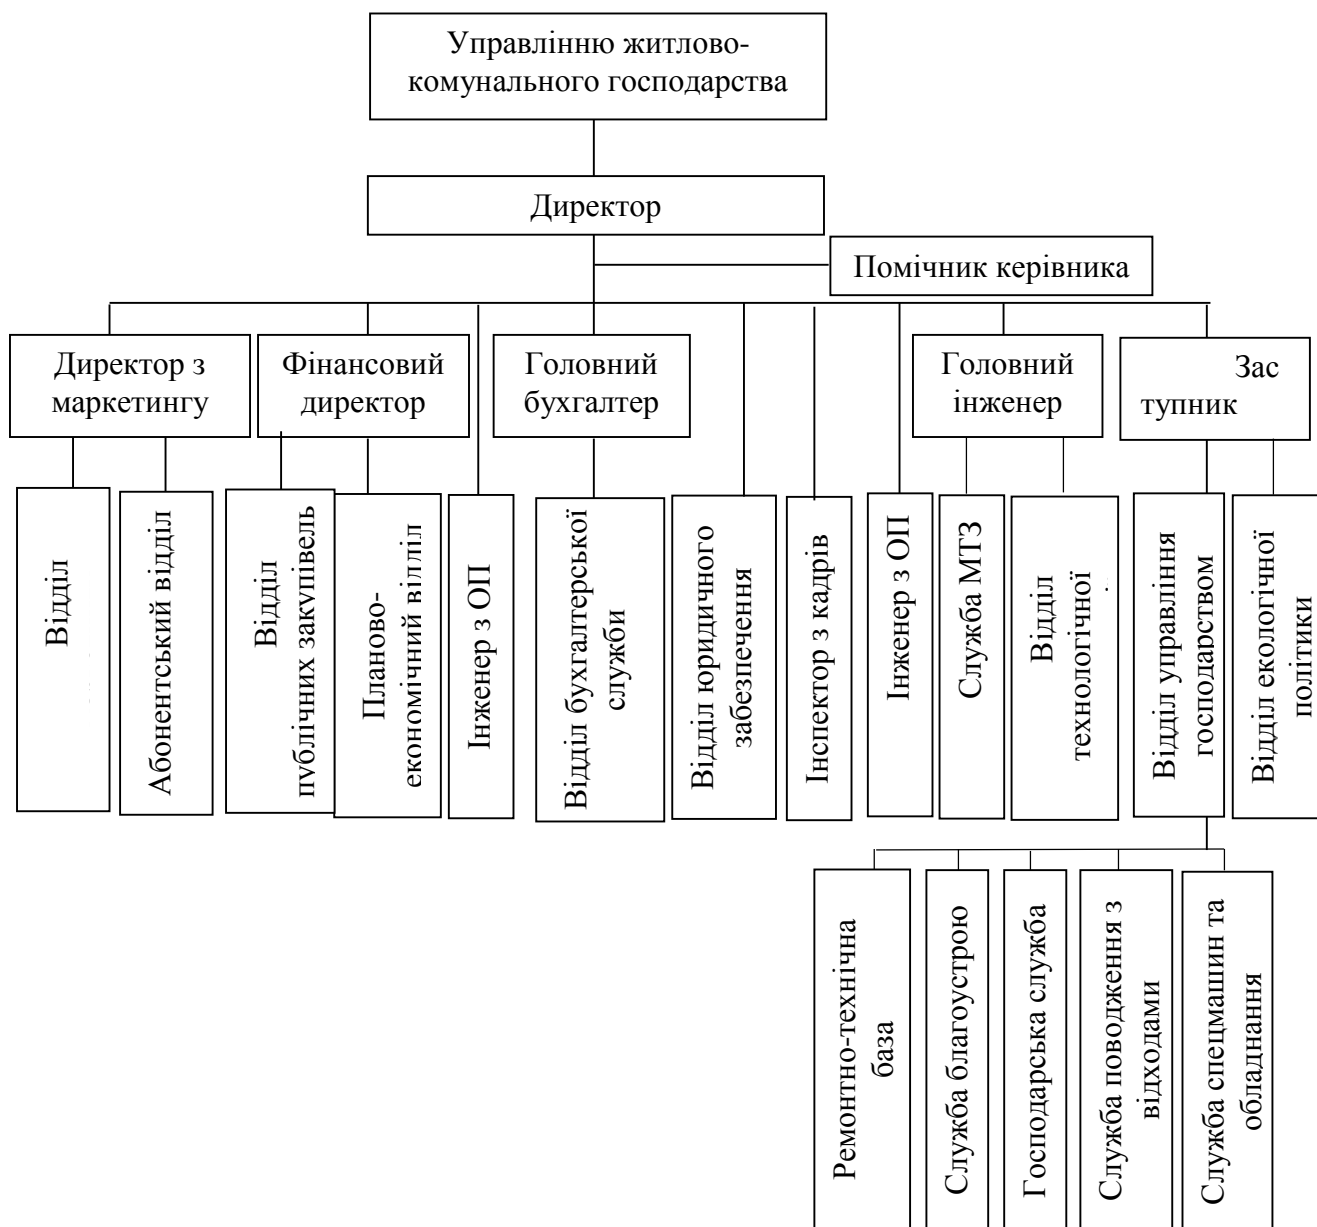 Управлінню житлово-
комунального господарства
Директор
Помічник керівника
Директор з
маркетингу
Фінансовий
директор
Головний
бухгалтер
Головний
інженер
Зас
тупник
Відділ
Абонентський відділ
Відділ
публічних закупівель
Планово-
економічний відділ
Інженер з ОП
Відділ бухгалтерської
служби
Відділ юридичного
забезпечення
Інспектор з кадрів
Інженер з ОП
Служба МТЗ
Відділ
технологічної
Відділ управління
господарством
Відділ екологічної
політики
Ремонтно-технічна
база
Служба благоустрою
Господарська служба
Служба поводження з
відходами
Служба спецмашин та
обладнання